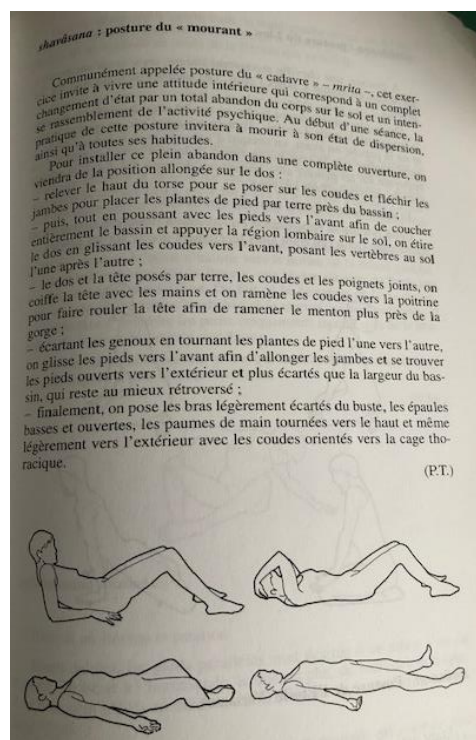 shavâsana : posture du « mourant »
Communément appelée posture du « cadavre » – mrita –, cet exer-
cice invite à vivre une attitude intérieure qui correspond à un complet
changement d'état par un total abandon du corps sur le sol et un inten-
se rassemblement de l'activité psychique. Au début d'une séance, la
pratique de cette posture invitera à mourir à son état de dispersion,
ainsi qu'à toutes ses habitudes.
Pour installer ce plein abandon dans une complète ouverture, on
viendra de la position allongée sur le dos :
– relever le haut du torse pour se poser sur les coudes et fléchir les
jambes pour placer les plantes de pied par terre près du bassin ;
– puis, tout en poussant avec les pieds vers l'avant afin de coucher
entièrement le bassin et appuyer la région lombaire sur le sol, on étire
le dos en glissant les coudes vers l'avant, posant les vertèbres au sol
l'une après l'autre ;
– le dos et la tête posés par terre, les coudes et les poignets joints, on
coiffe la tête avec les mains et on ramène les coudes vers la poitrine
pour faire rouler la tête afin de ramener le menton plus près de la
gorge ;
– écartant les genoux en tournant les plantes de pied l'une vers l'autre,
on glisse les pieds vers l'avant afin d'allonger les jambes et se trouver
les pieds ouverts vers l'extérieur et plus écartés que la largeur du bas-
sin, qui reste au mieux rétroversé ;
– finalement, on pose les bras légèrement écartés du buste, les épaules
basses et ouvertes, les paumes de main tournées vers le haut et même
légèrement vers l'extérieur avec les coudes orientés vers la cage tho-
racique.
(P.T.)